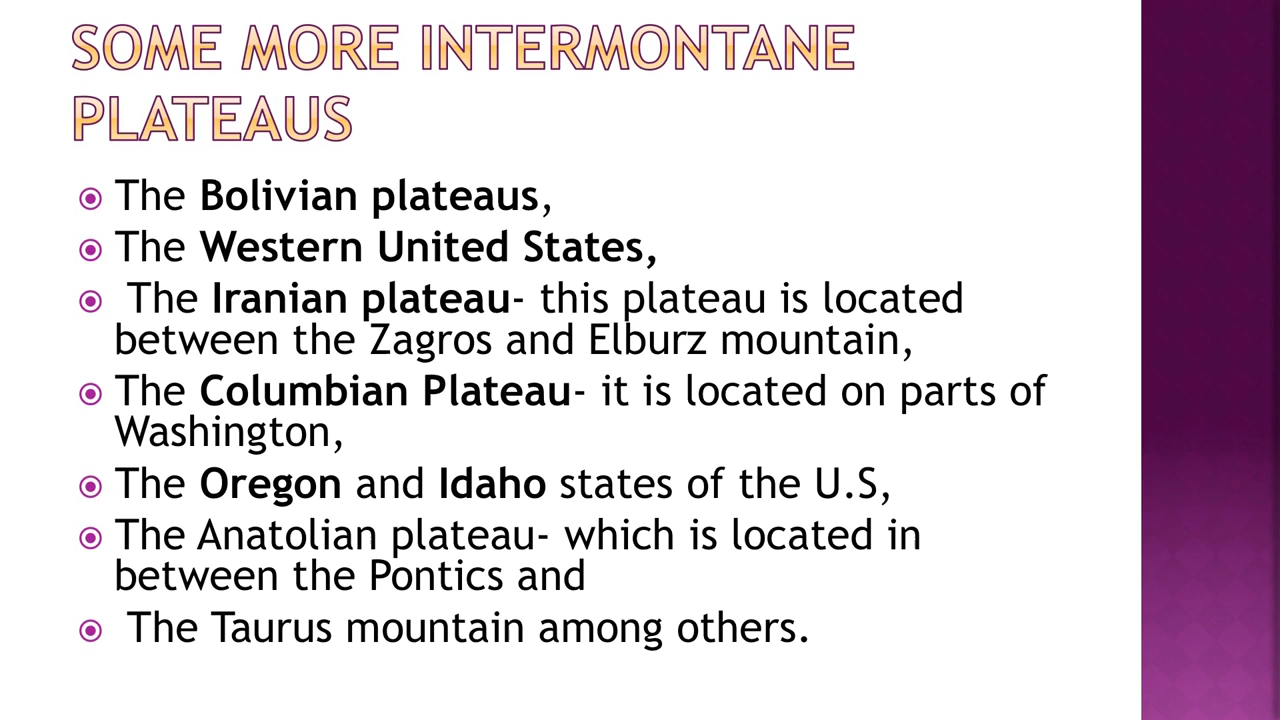 SOME MORE INTERMONTANE
PLATEAUS
The Bolivian plateaus,
The Western United States,
The Iranian plateau- this plateau is located
between the Zagros and Elburz mountain,
The Columbian Plateau- it is located on parts of
Washington,
The Oregon and Idaho states of the U.S,
The Anatolian plateau- which is located in
between the Pontics and
The Taurus mountain among others.